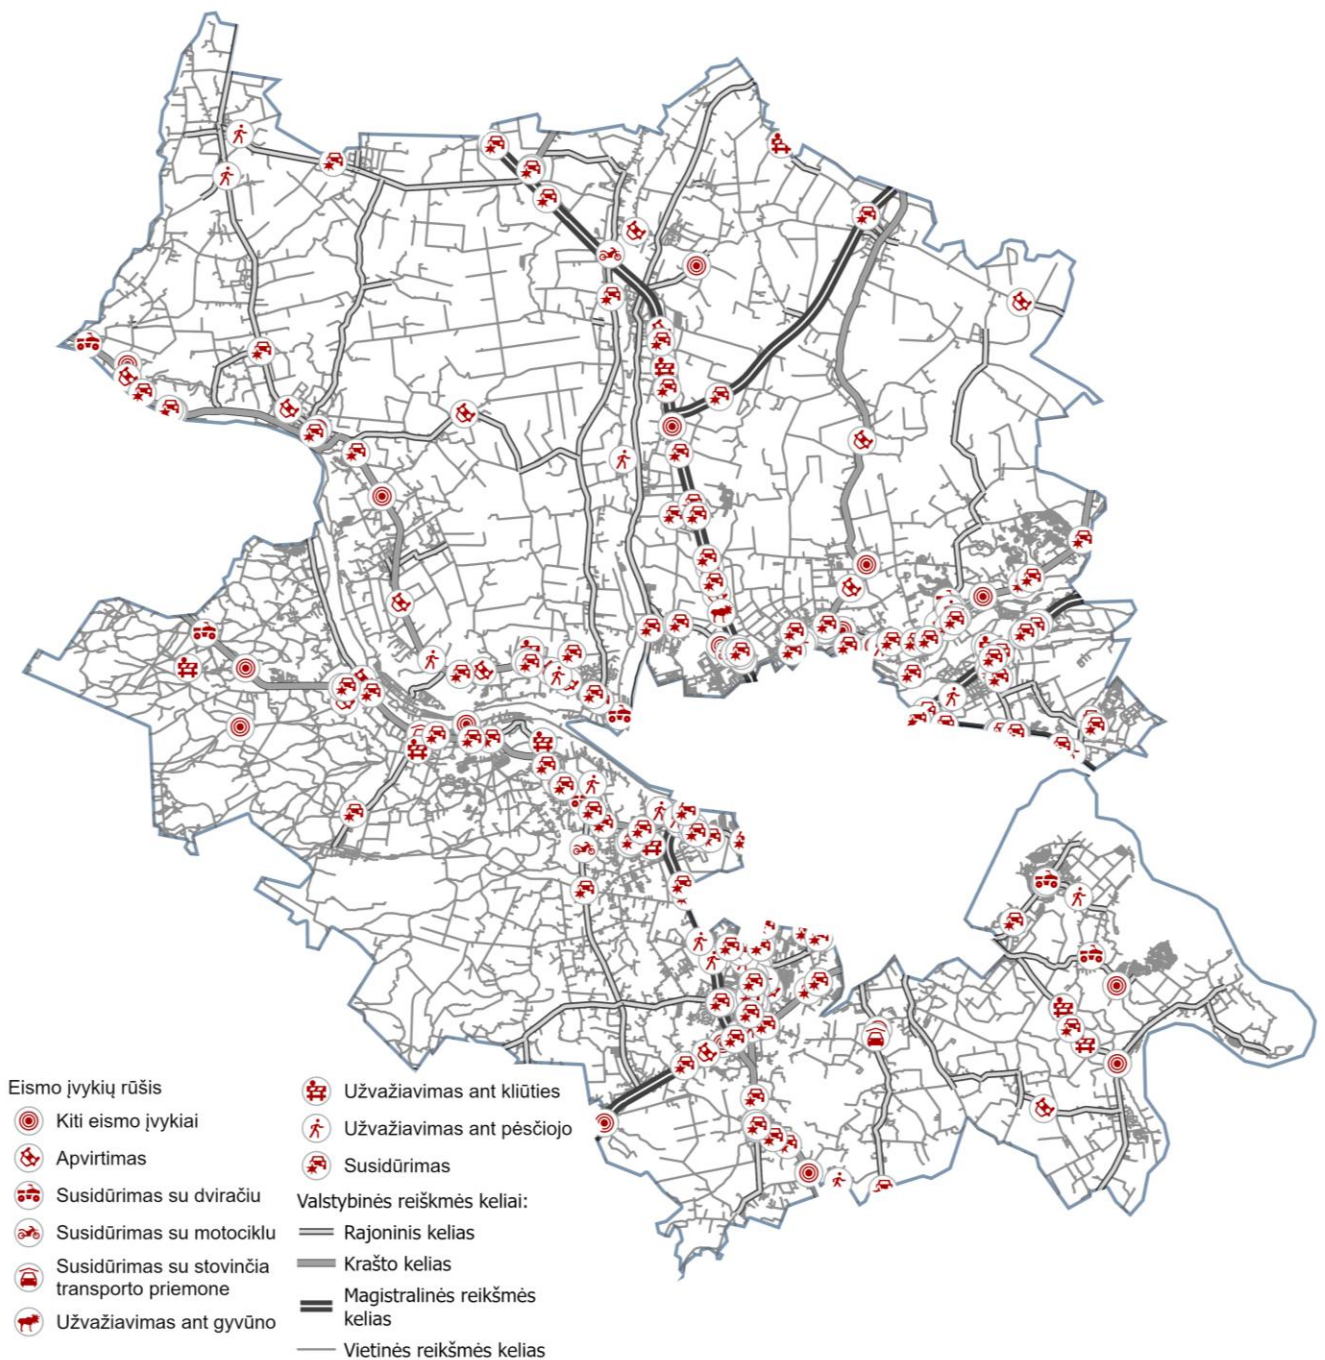 Eismo įvykių rūšis
Kiti eismo įvykiai
Apvirtimas
Susidūrimas su dviračiu
Susidūrimas su motociklu
Susidūrimas su stovinčia
transporto priemone
Užvažiavimas ant gyvūno
Užvažiavimas ant kliūties
Užvažiavimas ant pėsčiojo
Susidūrimas
Valstybinės reiškmės keliai:
Rajoninis kelias
Krašto kelias
Magistralinės reikšmės
kelias
Vietinės reikšmės kelias